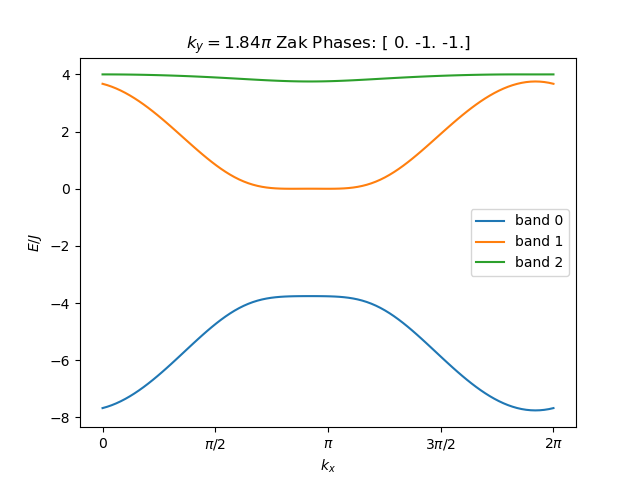 $k_y = 1.84\pi$ Zak Phases: [ 0. -1. -1.]
4
2
0
−2
−4
−6
−8
E/J
band 0
band 1
band 2
0
π/2
π
3π/2
2π
$k_x$